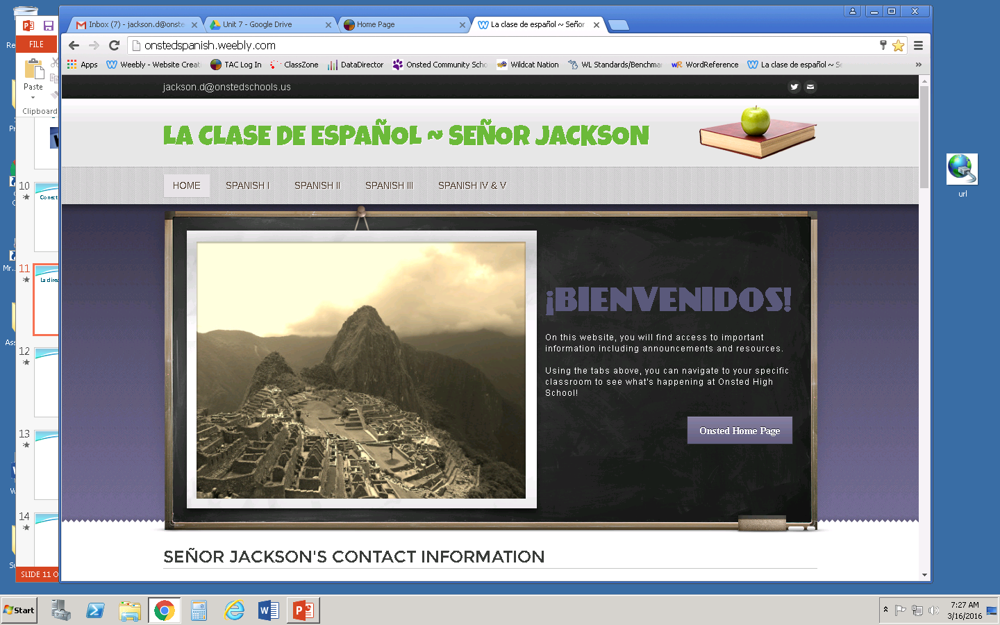 Inbox (7) - jackson.d@onste
Unit 7 - Google Drive
Home Page
La clase de español ~ Señor
FILE
onstedspanish.weebly.com
Apps
Weebly - Website Creati
TAC Log In
ClassZone
DataDirector
Onsted Community Scho
Wildcat Nation
WL Standards/Benchmar
WordReference
La clase de español ~ Se
»
Paste
Clipboard
jackson.d@onstedschools.us
LA CLASE DE ESPAÑOL ~ SEÑOR JACKSON
HOME
SPANISH I
SPANISH II
SPANISH III
SPANISH IV & V
url
10
11
12
13
14
¡BIENVENIDOS!
On this website, you will find access to important
information including announcements and resources.
Using the tabs above, you can navigate to your specific
classroom to see what's happening at Onsted High
School!
Onsted Home Page
SEÑOR JACKSON'S CONTACT INFORMATION
SLIDE 11 O
Start
7:27 AM
3/16/2016